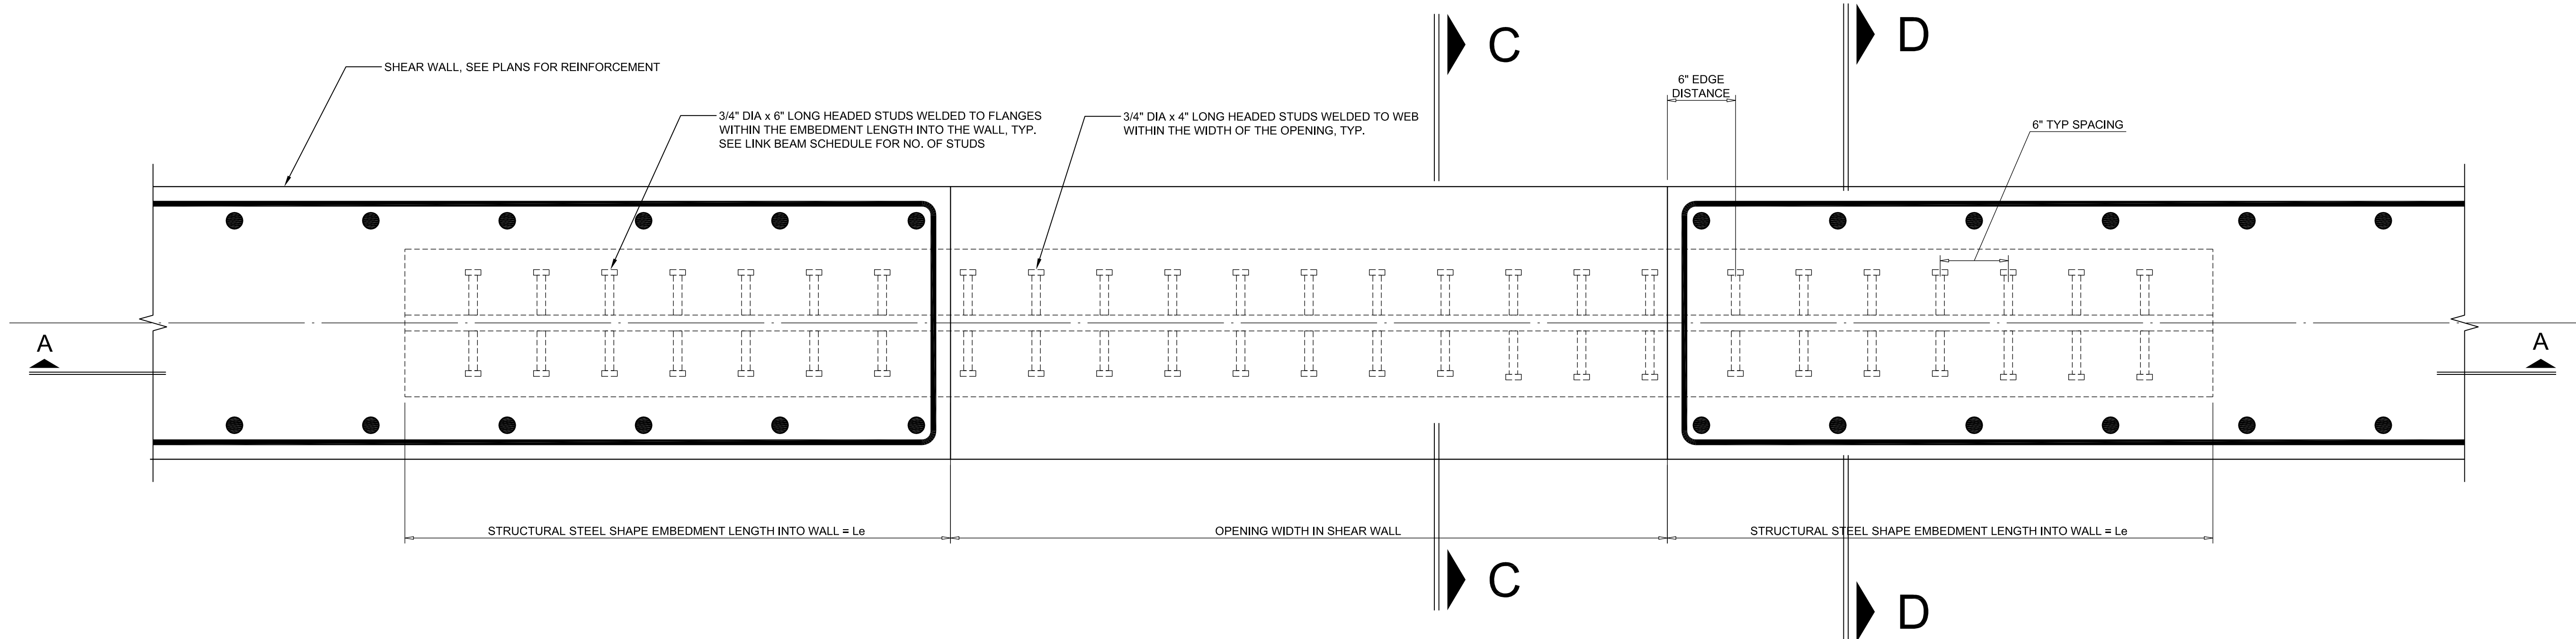 C
D
SHEAR WALL, SEE PLANS FOR REINFORCEMENT
6" EDGE
DISTANCE
3/4" DIA x 6" LONG HEADED STUDS WELDED TO FLANGES
WITHIN THE EMBEDMENT LENGTH INTO THE WALL, TYP.
SEE LINK BEAM SCHEDULE FOR NO. OF STUDS
3/4" DIA x 4" LONG HEADED STUDS WELDED TO WEB
WITHIN THE WIDTH OF THE OPENING, TYP.
6" TYP SPACING
A
A
STRUCTURAL STEEL SHAPE EMBEDMENT LENGTH INTO WALL = Le
OPENING WIDTH IN SHEAR WALL
STRUCTURAL STEEL SHAPE EMBEDMENT LENGTH INTO WALL = Le
C
D